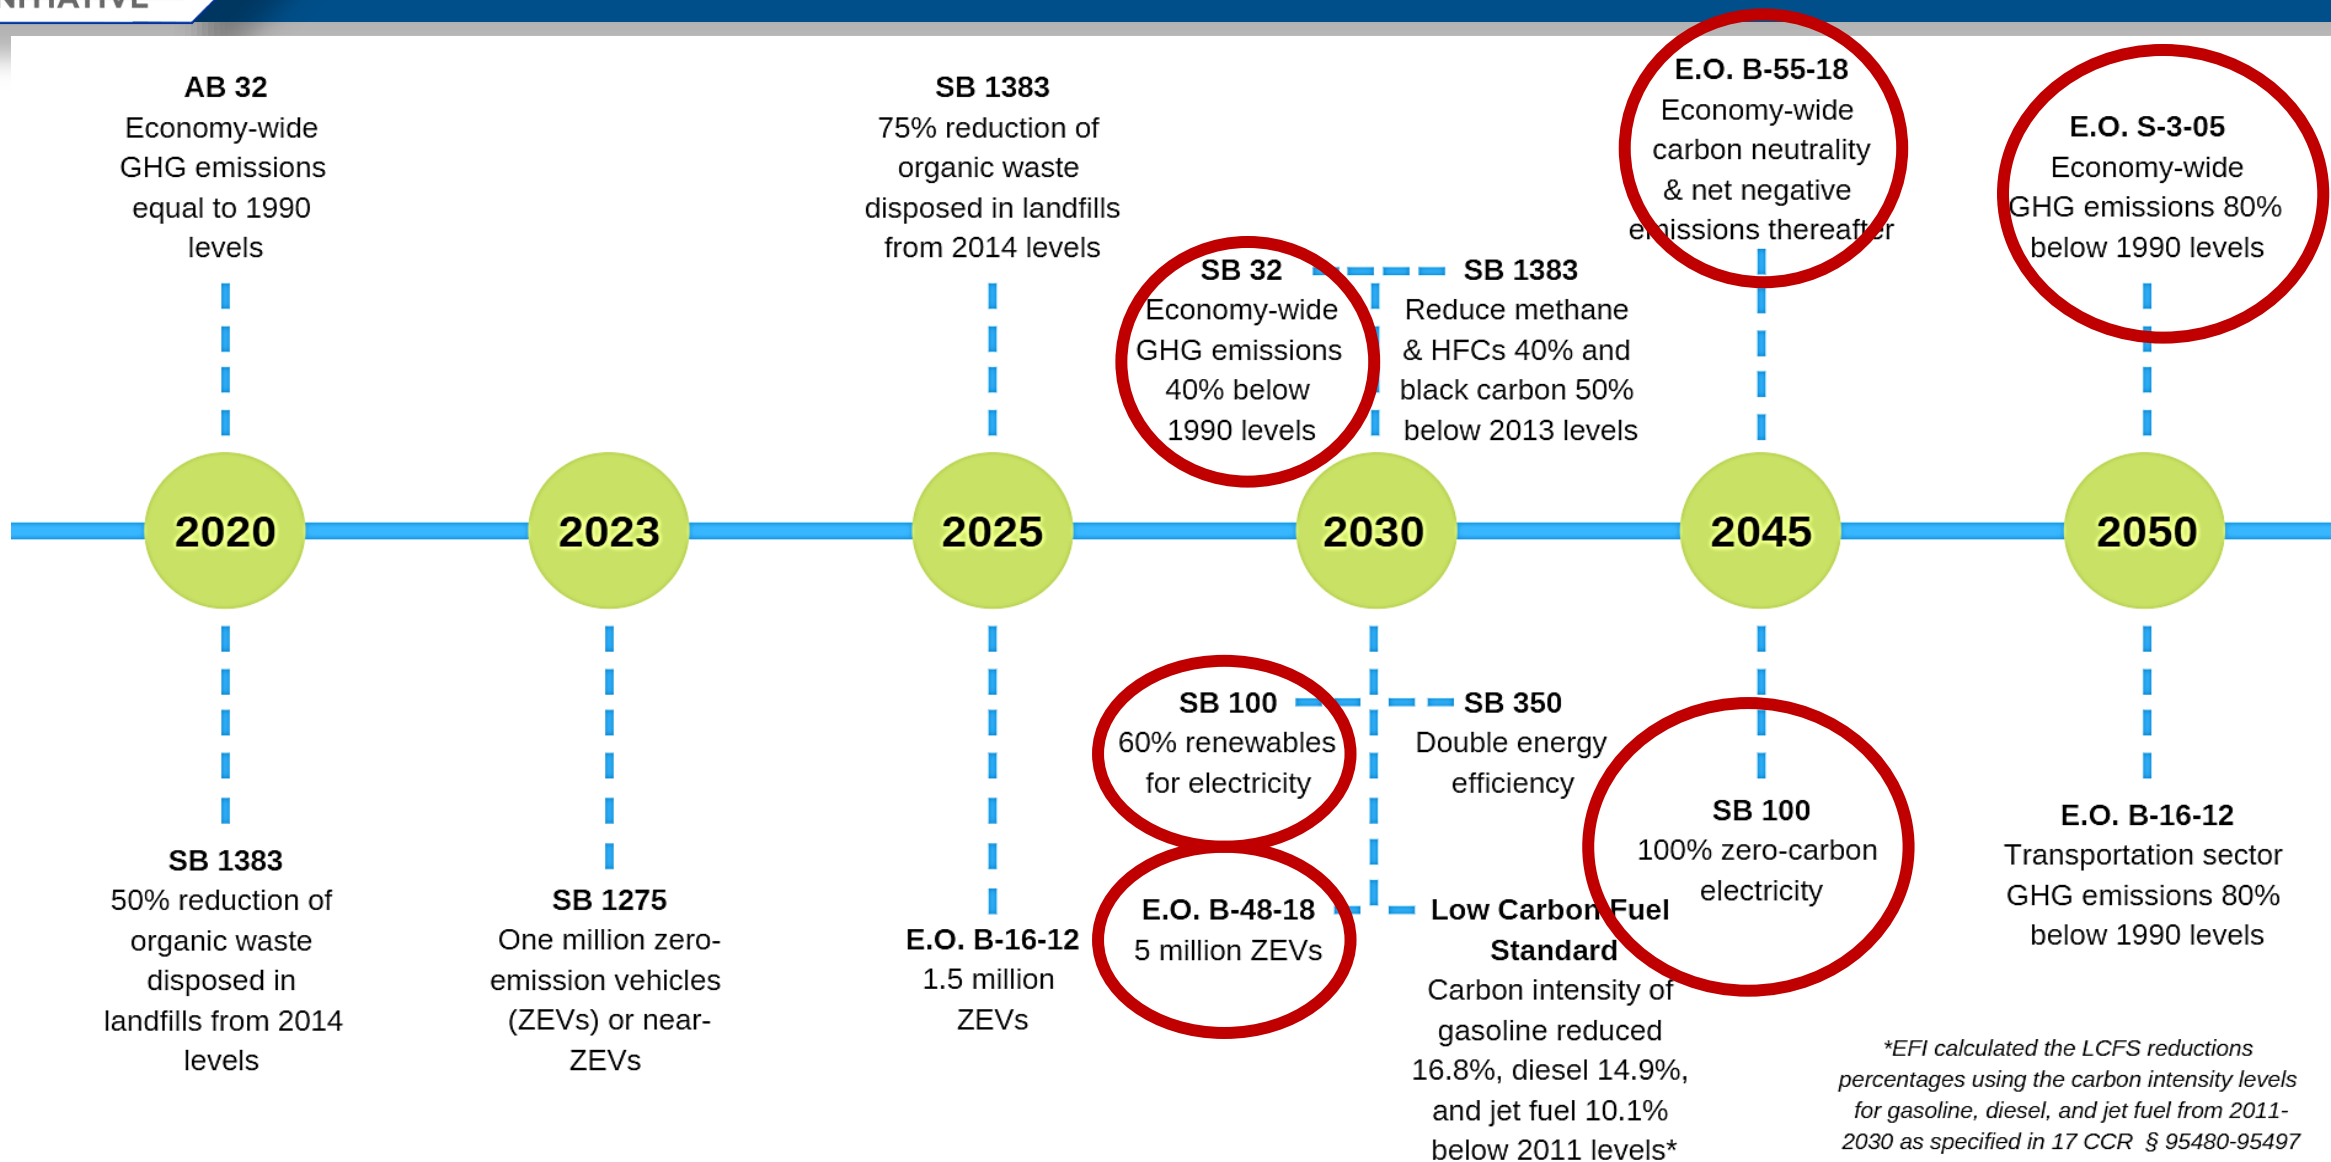 INITIATIVE
AB 32
Economy-wide
GHG emissions
equal to 1990
levels
SB 1383
75% reduction of
organic waste
disposed in landfills
from 2014 levels
SB 32
Economy-wide
GHG emissions
40% below
1990 levels
SB 1383
Reduce methane
& HFCs 40% and
black carbon 50%
below 2013 levels
E.O. B-55-18
Economy-wide
carbon neutrality
& net negative
emissions thereafter
E.O. S-3-05
Economy-wide
GHG emissions 80%
below 1990 levels
2020
2023
2025
2030
2045
2050
SB 1383
50% reduction of
organic waste
disposed in
landfills from 2014
levels
SB 1275
One million zero-
emission vehicles
(ZEVs) or near-
ZEVs
E.O. B-16-12
1.5 million
ZEVs
SB 100
60% renewables
for electricity
SB 350
Double energy
efficiency
E.O. B-48-18
5 million ZEVs
Low Carbon Fuel
Standard
Carbon intensity of
gasoline reduced
16.8%, diesel 14.9%,
and jet fuel 10.1%
below 2011 levels*
SB 100
100% zero-carbon
electricity
E.O. B-16-12
Transportation sector
GHG emissions 80%
below 1990 levels
*EFI calculated the LCFS reductions
percentages using the carbon intensity levels
for gasoline, diesel, and jet fuel from 2011-
2030 as specified in 17 CCR § 95480-95497